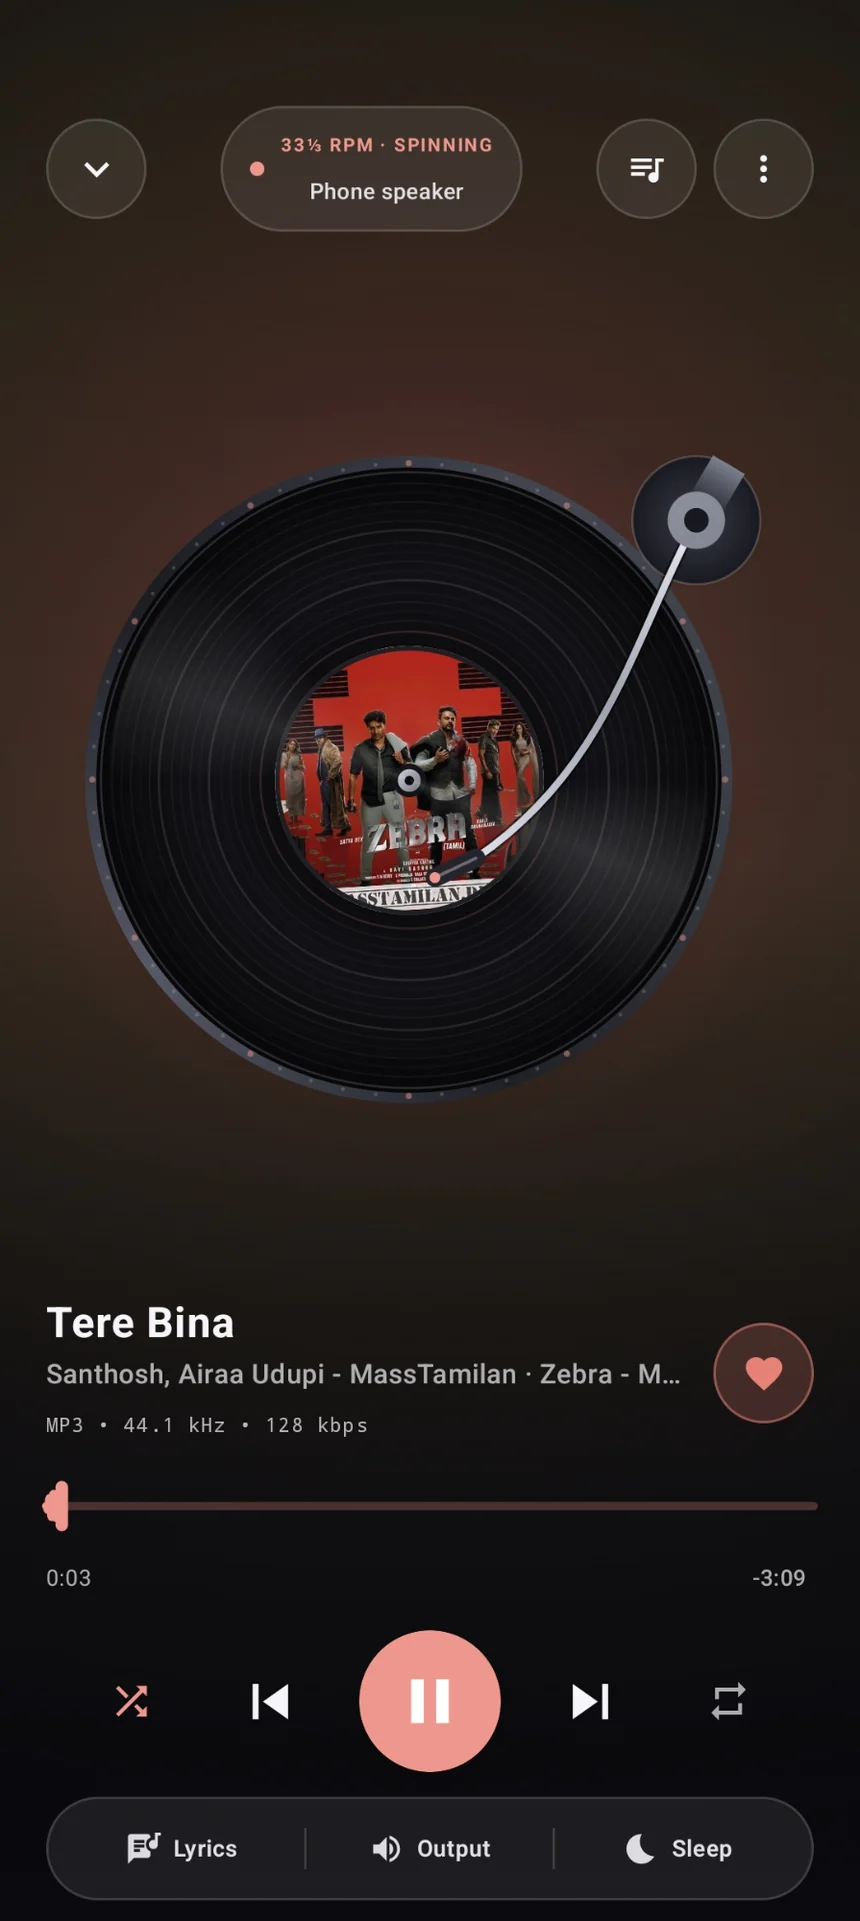 33⅓ RPM · SPINNING
Phone speaker
ZEBRA
(TAMIL)
Tere Bina
Santhosh, Airaa Udupi - MassTamilan · Zebra - M...
MP3 • 44.1 kHz • 128 kbps
0:03
-3:09
Lyrics
Output
Sleep